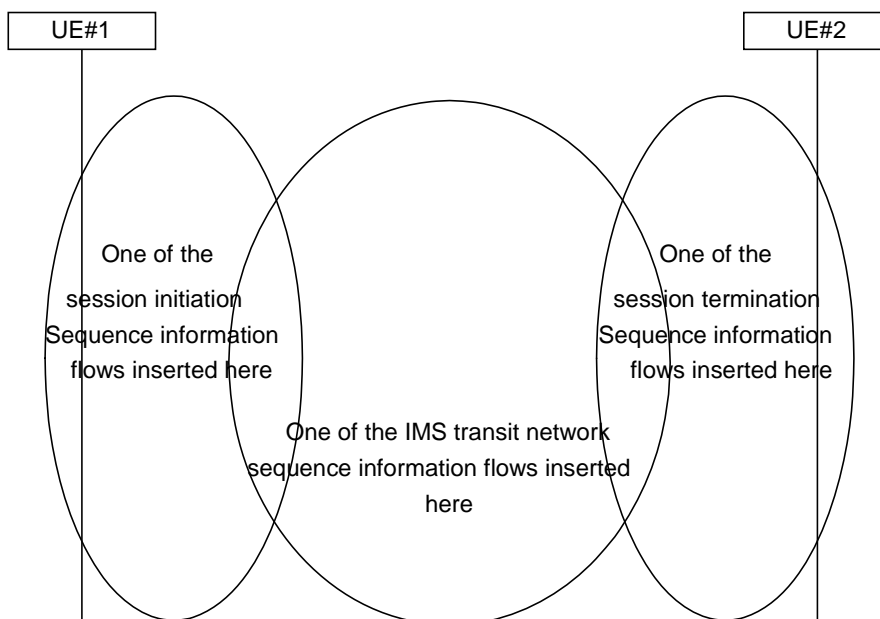 UE#1
UE#2
One of the
session initiation
Sequence information
flows inserted here
One of the
session termination
Sequence information
flows inserted here
One of the IMS transit network
sequence information flows inserted
here